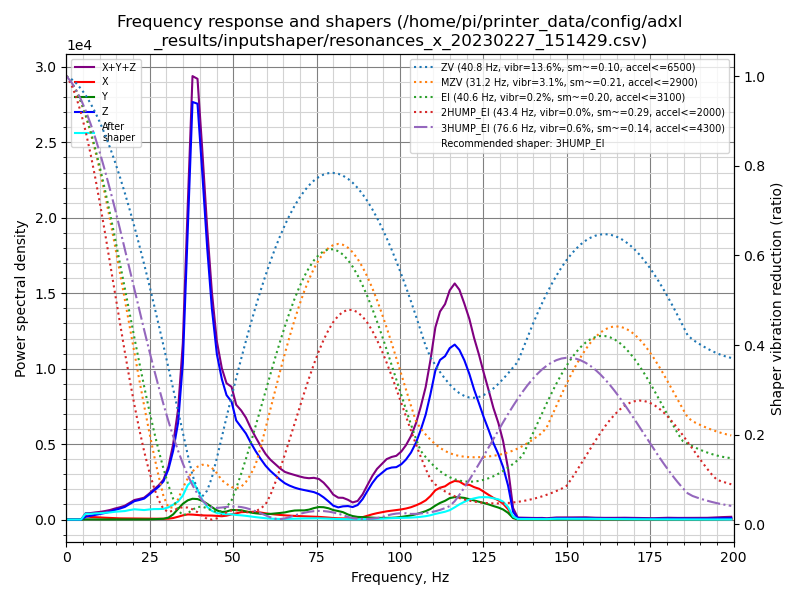 Frequency response and shapers (/home/pi/printer_data/config/adxl
_results/inputshaper/resonances_x_20230227_151429.csv)
1e4
X+Y+Z
X
Y
Z
After
shaper
ZV (40.8 Hz, vibr=13.6%, sm~=0.10, accel<=6500)
MZV (31.2 Hz, vibr=3.1%, sm~=0.21, accel<=2900)
EI (40.6 Hz, vibr=0.2%, sm~=0.20, accel<=3100)
2HUMP_EI (43.4 Hz, vibr=0.0%, sm~=0.29, accel<=2000)
3HUMP_EI (76.6 Hz, vibr=0.6%, sm~=0.14, accel<=4300)
Recommended shaper: 3HUMP_EI
Power spectral density
3.0
2.5
2.0
1.5
1.0
0.5
0.0
1.0
0.8
0.6
0.4
0.2
0.0
Shaper vibration reduction (ratio)
0 25 50 75 100 125 150 175 200
Frequency, Hz